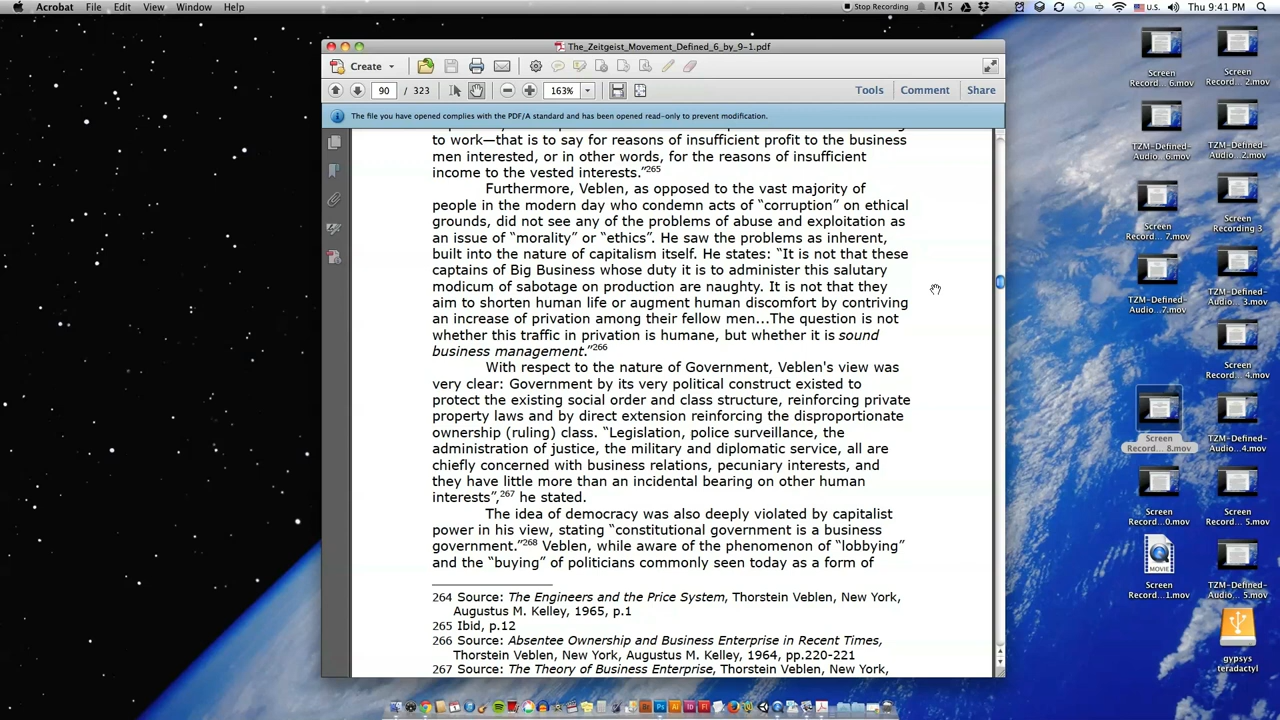 Acrobat File Edit View Window Help
Stop Recording 5 U.S. Thu 9:41 PM
The_Zeitgeist_Movement_Defined_6_by_9-1.pdf
Create
90 / 323 163% Tools Comment Share
The file you have opened complies with the PDF/A standard and has been opened read-only to prevent modification.
to work—that is to say for reasons of insufficient profit to the business
men interested, or in other words, for the reasons of insufficient
income to the vested interests.”265
Furthermore, Veblen, as opposed to the vast majority of
people in the modern day who condemn acts of “corruption” on ethical
grounds, did not see any of the problems of abuse and exploitation as
an issue of “morality” or “ethics”. He saw the problems as inherent,
built into the nature of capitalism itself. He states: “It is not that these
captains of Big Business whose duty it is to administer this salutary
modicum of sabotage on production are naughty. It is not that they
aim to shorten human life or augment human discomfort by contriving
an increase of privation among their fellow men...The question is not
whether this traffic in privation is humane, but whether it is sound
business management.”266
With respect to the nature of Government, Veblen's view was
very clear: Government by its very political construct existed to
protect the existing social order and class structure, reinforcing private
property laws and by direct extension reinforcing the disproportionate
ownership (ruling) class. “Legislation, police surveillance, the
administration of justice, the military and diplomatic service, all are
chiefly concerned with business relations, pecuniary interests, and
they have little more than an incidental bearing on other human
interests”,267 he stated.
The idea of democracy was also deeply violated by capitalist
power in his view, stating “constitutional government is a business
government.”268 Veblen, while aware of the phenomenon of “lobbying”
and the “buying” of politicians commonly seen today as a form of
264 Source: The Engineers and the Price System, Thorstein Veblen, New York,
Augustus M. Kelley, 1965, p.1
265 Ibid, p.12
266 Source: Absentee Ownership and Business Enterprise in Recent Times,
Thorstein Veblen, New York, Augustus M. Kelley, 1964, pp.220-221
267 Source: The Theory of Business Enterprise, Thorstein Veblen, New York,
Screen
Record... 6.mov
Screen
Record... 2.mov
TZM-Defined-
Audio... 6.mov
TZM-Defined-
Audio... 2.mov
Screen
Record... 7.mov
Screen
Recording 3
TZM-Defined-
Audio... 7.mov
TZM-Defined-
Audio... 3.mov
Screen
Record... 4.mov
Screen
Record... 8.mov
TZM-Defined-
Audio... 4.mov
Screen
Record...0.mov
Screen
Record... 5.mov
MOVIE
Screen
Record...1.mov
TZM-Defined-
Audio... 5.mov
gypsys
teradactyl